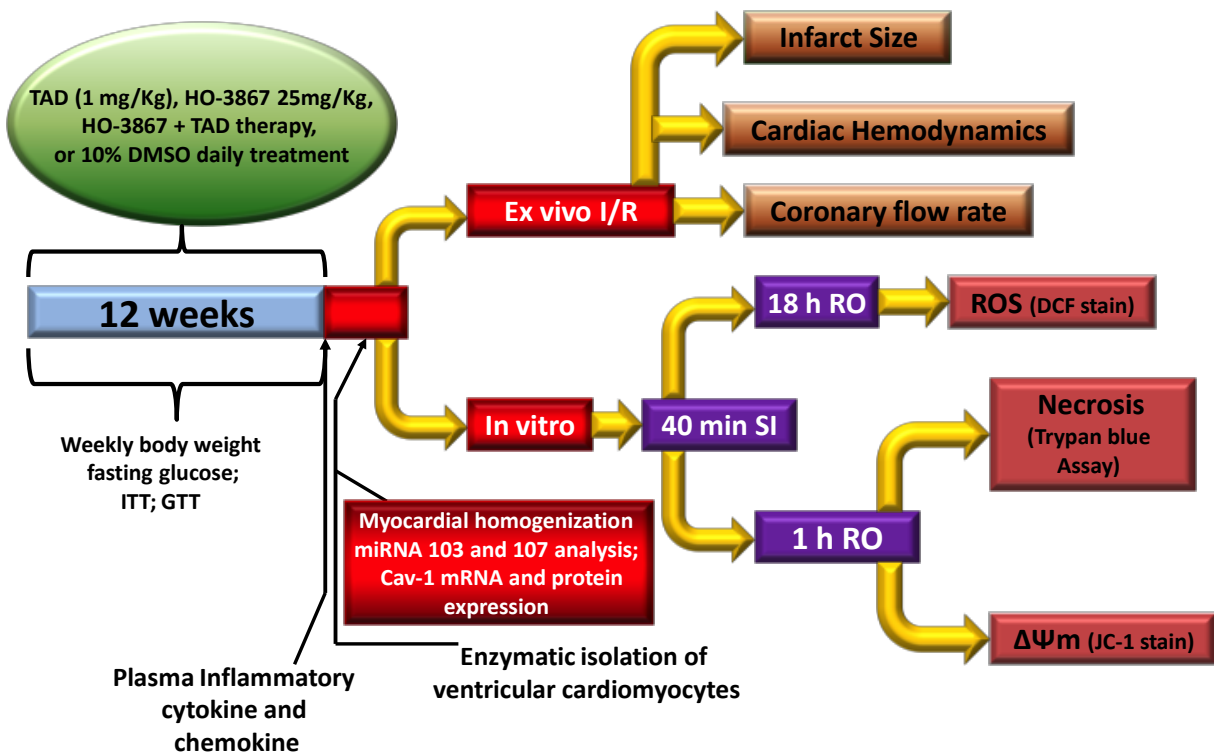 TAD (1 mg/Kg), HO-3867 25mg/Kg,
HO-3867 + TAD therapy,
or 10% DMSO daily treatment
12 weeks
Weekly body weight
fasting glucose;
ITT; GTT
Plasma Inflammatory
cytokine and
chemokine
Myocardial homogenization
miRNA 103 and 107 analysis;
Cav-1 mRNA and protein
expression
Enzymatic isolation of
ventricular cardiomyocytes
Ex vivo I/R
Infarct Size
Cardiac Hemodynamics
Coronary flow rate
In vitro
40 min SI
18 h RO
ROS (DCF stain)
1 h RO
Necrosis
(Trypan blue
Assay)
ΔΨm (JC-1 stain)